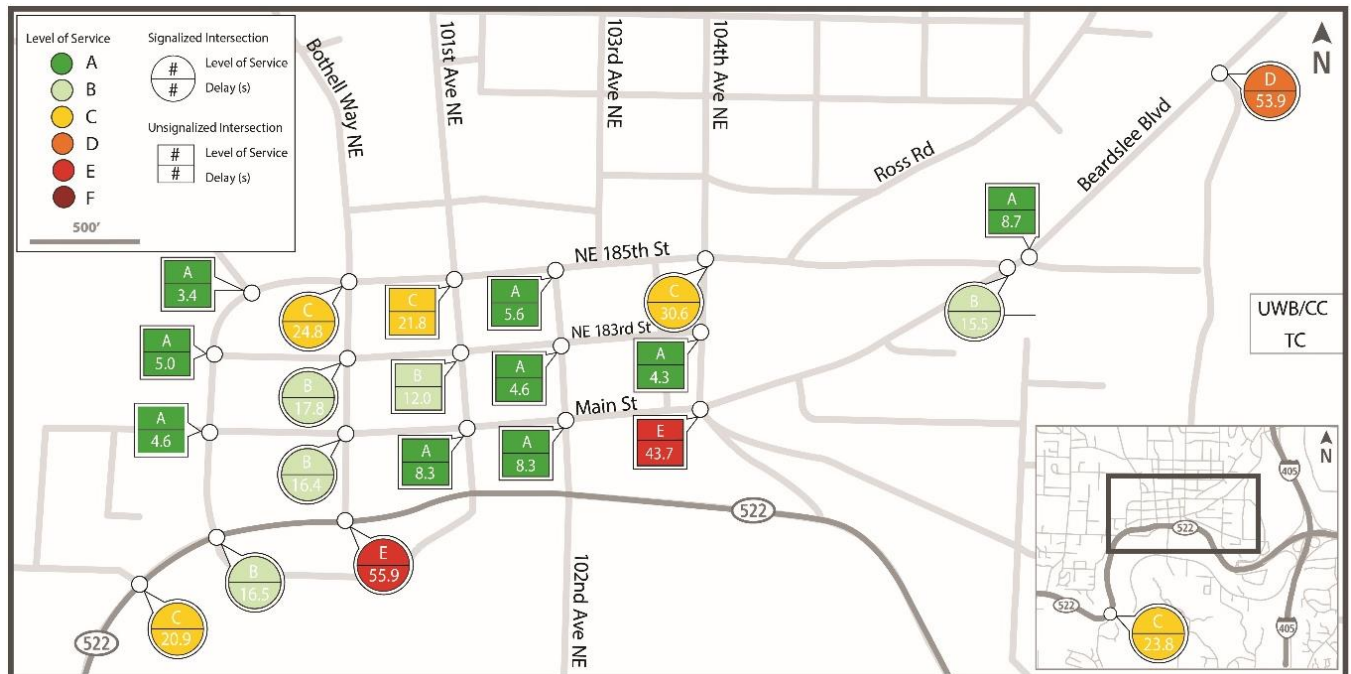 Level of Service
A
B
C
D
E
F
500’
Signalized Intersection
#
#
Level of Service
Delay (s)
Unsignalized Intersection
#
#
Level of Service
Delay (s)
Bothell Way NE
101st Ave NE
103rd Ave NE
104th Ave NE
Ross Rd
Beardslee Blvd
N
D
53.9
A
8.7
NE 185th St
A
3.4
C
24.8
C
21.8
A
5.6
C
30.6
B
15.5
UWB/CC
TC
NE 183rd St
A
5.0
B
17.8
B
12.0
A
4.6
A
4.3
Main St
A
4.6
B
16.4
A
8.3
A
8.3
E
43.7
522
B
16.5
E
55.9
C
20.9
522
102nd Ave NE
N
405
522
522
405
C
23.8